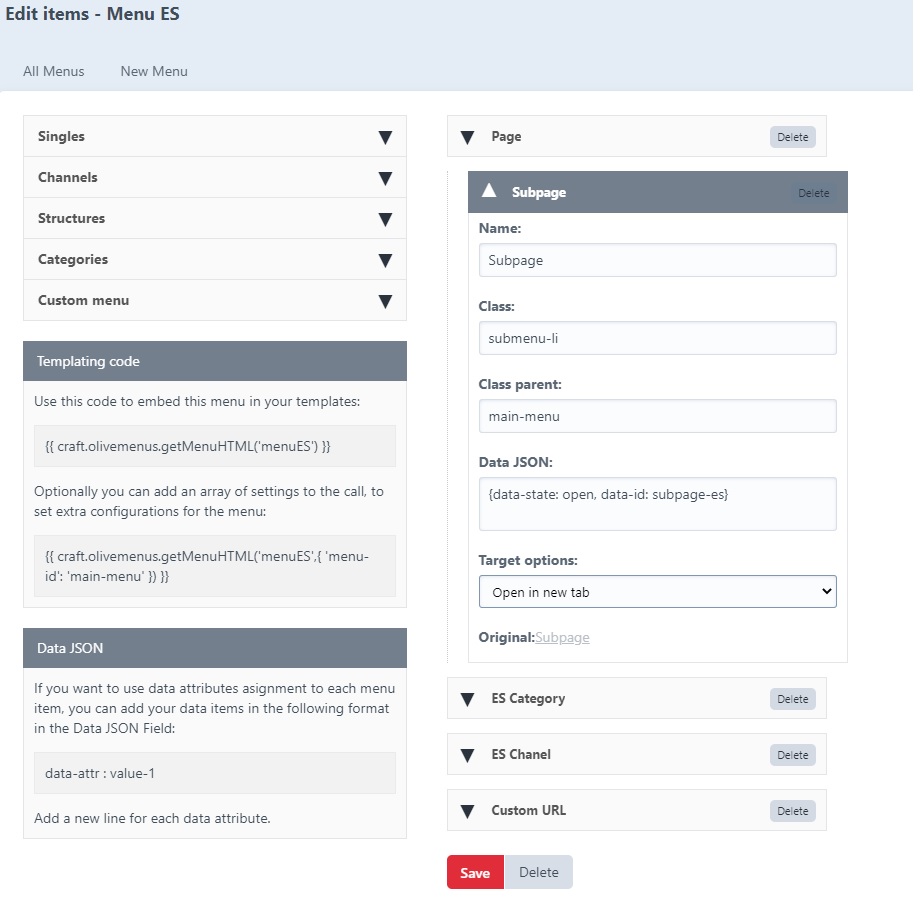 Edit items - Menu ES
All Menus
New Menu
Singles
Channels
Structures
Categories
Custom menu
Templating code
Use this code to embed this menu in your templates:
{{ craft.olivemenus.getMenuHTML('menuES') }}
Optionally you can add an array of settings to the call, to
set extra configurations for the menu:
{{ craft.olivemenus.getMenuHTML('menuES',{ 'menu-
id': 'main-menu' }) }}
Data JSON
If you want to use data attributes asignment to each menu
item, you can add your data items in the following format
in the Data JSON Field:
data-attr : value-1
Add a new line for each data attribute.
Page
Delete
Subpage
Delete
Name:
Subpage
Class:
submenu-li
Class parent:
main-menu
Data JSON:
{data-state: open, data-id: subpage-es}
Target options:
Open in new tab
Original:Subpage
ES Category
Delete
ES Chanel
Delete
Custom URL
Delete
Save
Delete